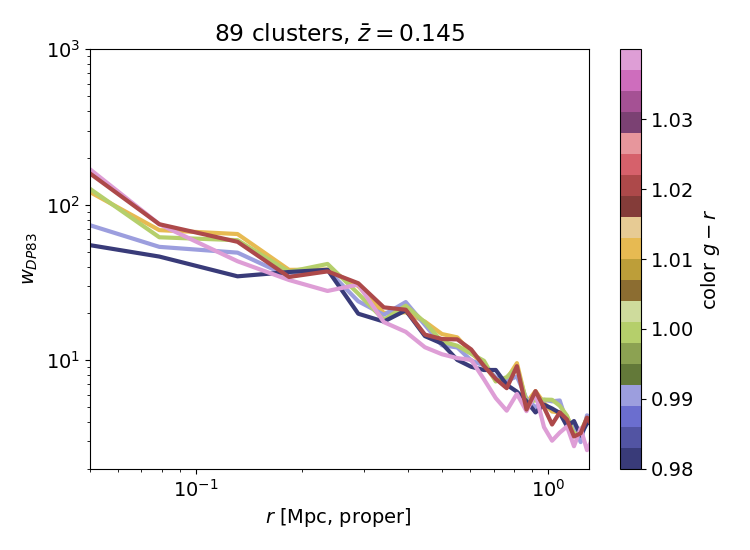 89 clusters, z̄ = 0.145
10³
10²
10¹
w_DP83
10⁻¹
10⁰
r [Mpc, proper]
1.03
1.02
1.01
1.00
0.99
0.98
color g − r